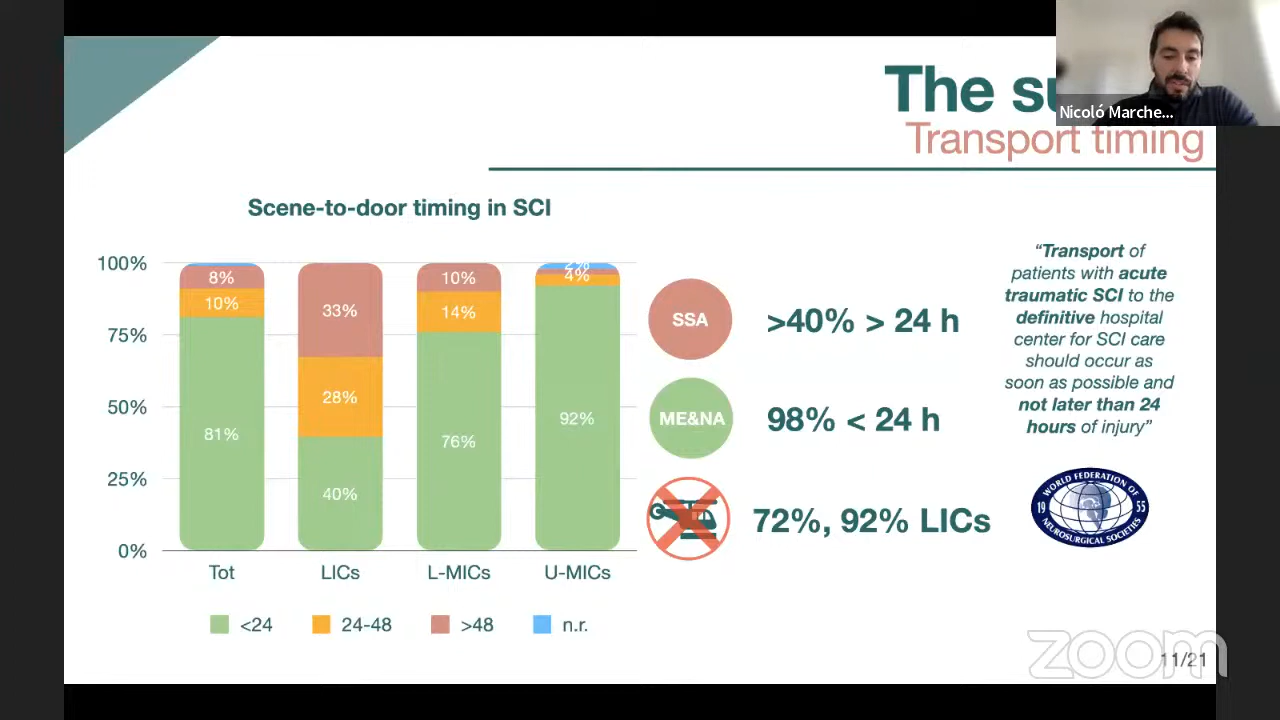 The su
Nicoló Marche...
Transport timing
Scene-to-door timing in SCI
100%
75%
50%
25%
0%
8%
10%
81%
33%
28%
40%
10%
14%
76%
2%
4%
92%
Tot
LICs
L-MICs
U-MICs
<24
24-48
>48
n.r.
SSA
>40% > 24 h
ME&NA
98% < 24 h
72%, 92% LICs
“Transport of
patients with acute
traumatic SCI to the
definitive hospital
center for SCI care
should occur as
soon as possible and
not later than 24
hours of injury”
WORLD FEDERATION OF
19 55
NEUROSURGICAL SOCIETIES
zoom
11/21